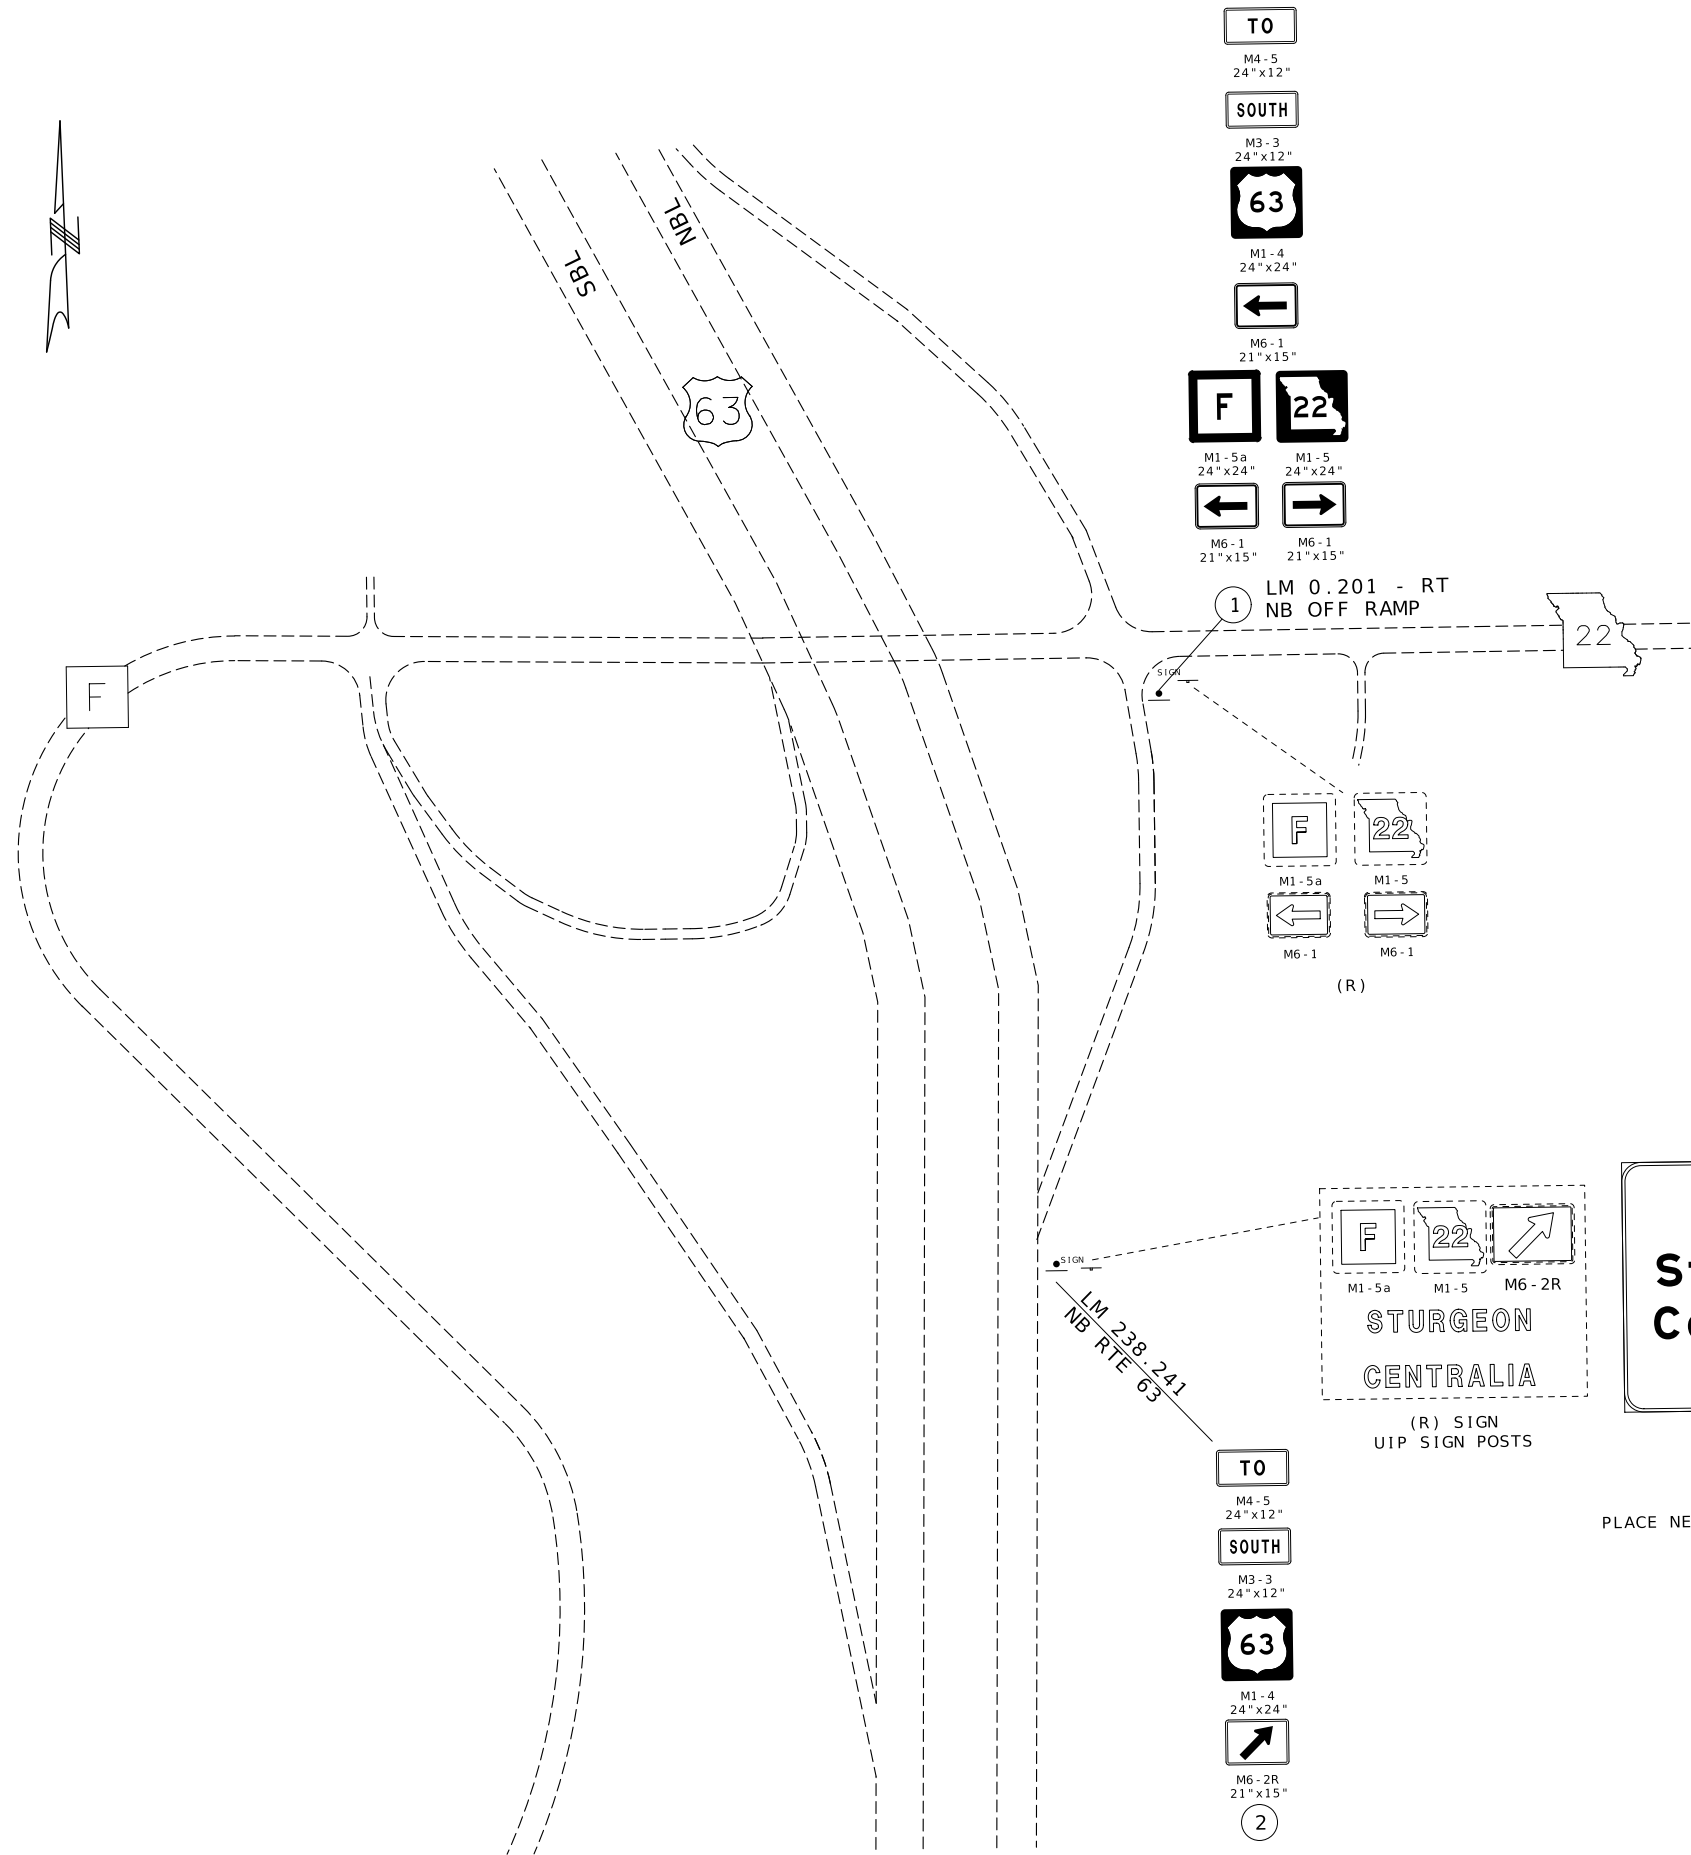 TO
M4-5
24"x12"
SOUTH
M3-3
24"x12"
63
M1-4
24"x24"
M6-1
21"x15"
F 22
M1-5a M1-5
24"x24" 24"x24"
M6-1 M6-1
21"x15" 21"x15"
1 LM 0.201 - RT
NB OFF RAMP
N
NBL
SBL
63
22
F
SIGN
F 22
M1-5a M1-5
M6-1 M6-1
(R)
SIGN
F 22
M1-5a M1-5 M6-2R
STURGEON
CENTRALIA
(R) SIGN
UIP SIGN POSTS
LM 238.241
NB RTE 63
PLACE NE
TO
M4-5
24"x12"
SOUTH
M3-3
24"x12"
63
M1-4
24"x24"
M6-2R
21"x15"
2